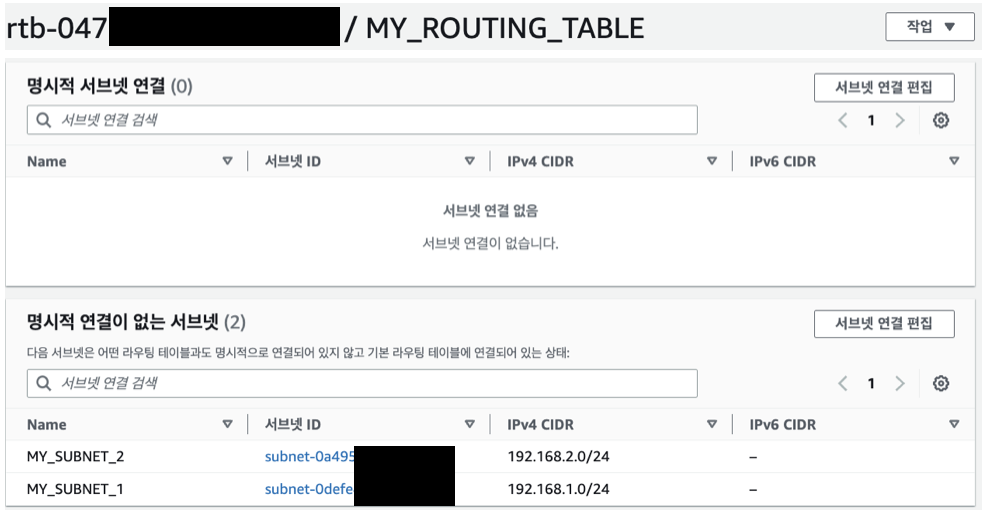 rtb-047 / MY_ROUTING_TABLE 작업
명시적 서브넷 연결 (0) 서브넷 연결 편집
서브넷 연결 검색 1
Name 서브넷 ID IPv4 CIDR IPv6 CIDR
서브넷 연결 없음
서브넷 연결이 없습니다.
명시적 연결이 없는 서브넷 (2) 서브넷 연결 편집
다음 서브넷은 어떤 라우팅 테이블과도 명시적으로 연결되어 있지 않고 기본 라우팅 테이블에 연결되어 있는 상태:
서브넷 연결 검색 1
Name 서브넷 ID IPv4 CIDR IPv6 CIDR
MY_SUBNET_2 subnet-0a495 192.168.2.0/24 –
MY_SUBNET_1 subnet-0defe 192.168.1.0/24 –